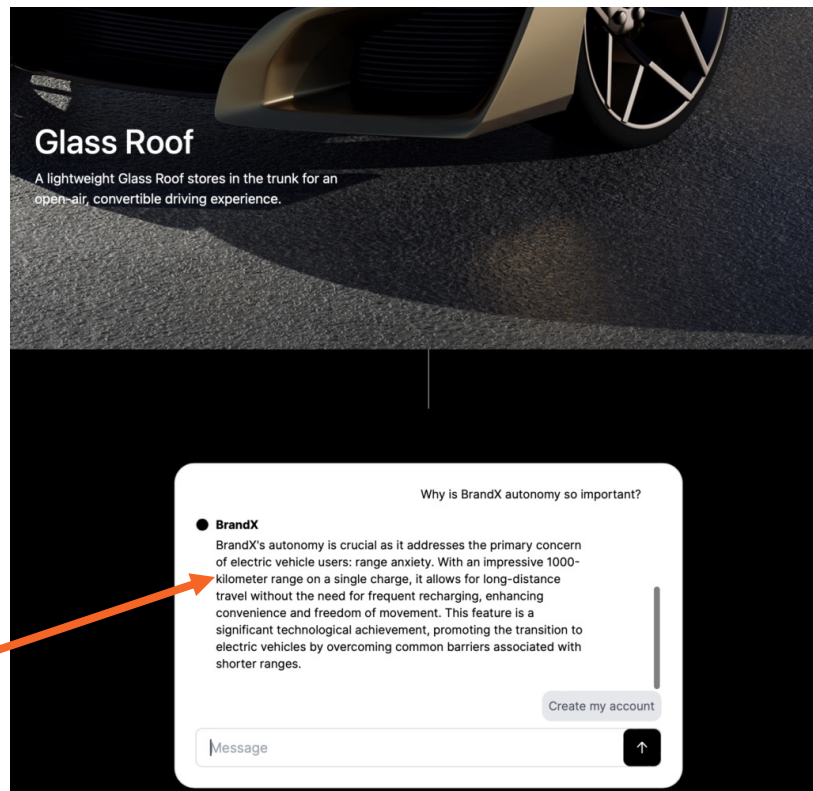 Glass Roof
A lightweight Glass Roof stores in the trunk for an
open-air, convertible driving experience.
Why is BrandX autonomy so important?
BrandX
BrandX's autonomy is crucial as it addresses the primary concern
of electric vehicle users: range anxiety. With an impressive 1000-
kilometer range on a single charge, it allows for long-distance
travel without the need for frequent recharging, enhancing
convenience and freedom of movement. This feature is a
significant technological achievement, promoting the transition to
electric vehicles by overcoming common barriers associated with
shorter ranges.
Create my account
Message